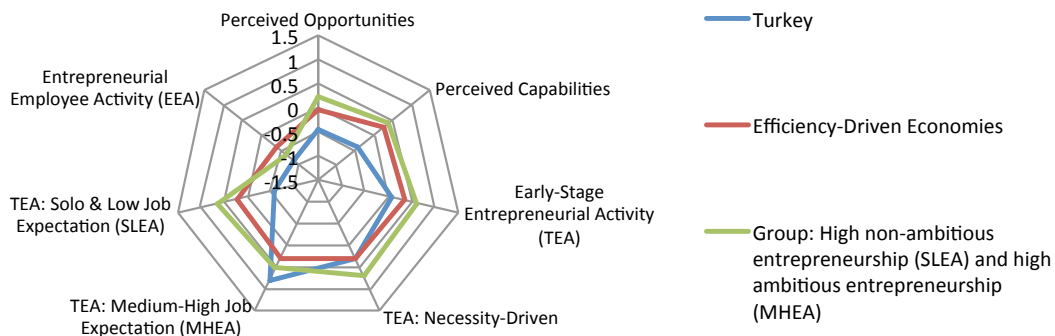 Perceived Opportunities
1.5
1
0.5
0
-0.5
-1
-1.5
Perceived Capabilities
Early-Stage
Entrepreneurial Activity
(TEA)
TEA: Necessity-Driven
TEA: Medium-High Job
Expectation (MHEA)
TEA: Solo & Low Job
Expectation (SLEA)
Entrepreneurial
Employee Activity (EEA)
Turkey
Efficiency-Driven Economies
Group: High non-ambitious
entrepreneurship (SLEA) and high
ambitious entrepreneurship
(MHEA)